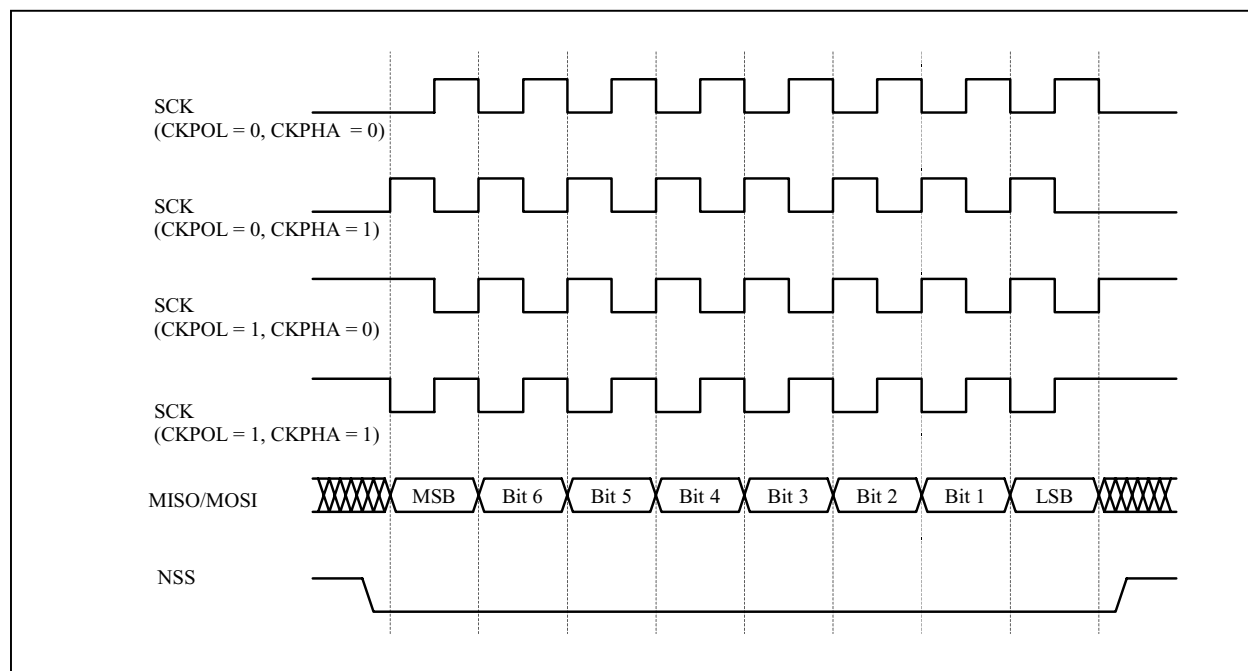 SCK
(CKPOL = 0, CKPHA = 0)
SCK
(CKPOL = 0, CKPHA = 1)
SCK
(CKPOL = 1, CKPHA = 0)
SCK
(CKPOL = 1, CKPHA = 1)
MISO/MOSI MSB Bit 6 Bit 5 Bit 4 Bit 3 Bit 2 Bit 1 LSB
NSS